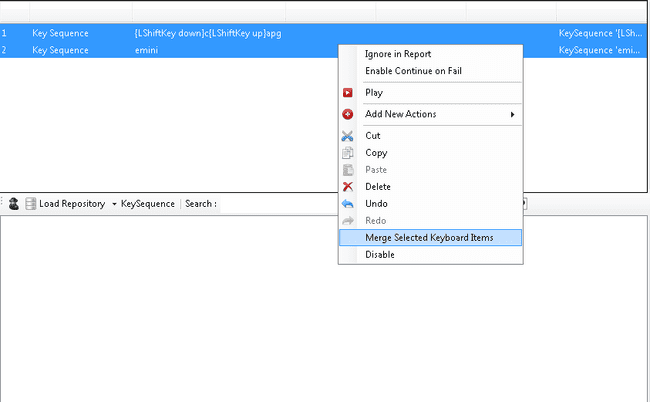 1 Key Sequence {LShiftKey down}c{LShiftKey up}apg KeySequence '{LSh...
2 Key Sequence emini KeySequence 'emi...
Ignore in Report
Enable Continue on Fail
Play
Add New Actions
Cut
Copy
Paste
Delete
Undo
Redo
Merge Selected Keyboard Items
Disable
Load Repository KeySequence Search :